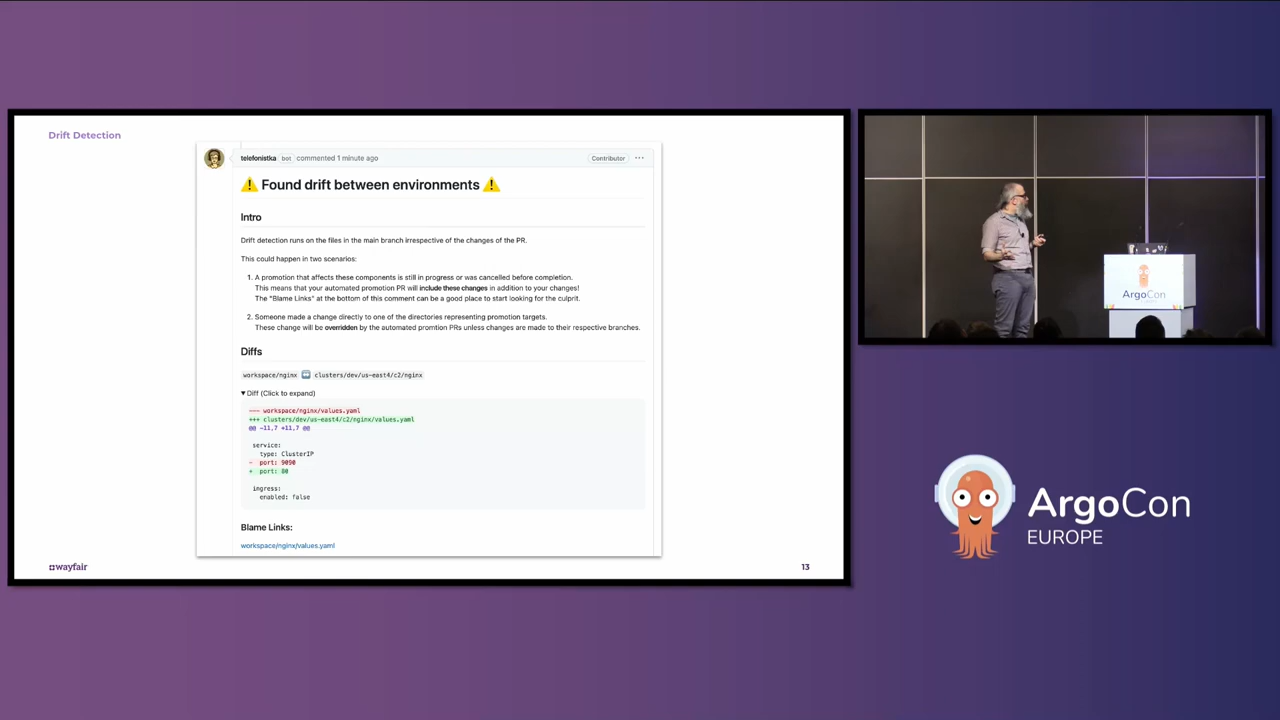 Drift Detection
telefonistka bot commented 1 minute ago Contributor ...
⚠️ Found drift between environments ⚠️
Intro
Drift detection runs on the files in the main branch irrespective of the changes of the PR.
This could happen in two scenarios:
1. A promotion that affects these components is still in progress or was cancelled before completion.
This means that your automated promotion PR will include these changes in addition to your changes!
The "Blame Links" at the bottom of this comment can be a good place to start looking for the culprit.
2. Someone made a change directly to one of the directories representing promotion targets.
These change will be overridden by the automated promtion PRs unless changes are made to their respective branches.
Diffs
workspace/nginx ↔️ clusters/dev/us-east4/c2/nginx
▼ Diff (Click to expand)
--- workspace/nginx/values.yaml
+++ clusters/dev/us-east4/c2/nginx/values.yaml
@@ -11,7 +11,7 @@
service:
type: ClusterIP
- port: 9090
+ port: 80
ingress:
enabled: false
Blame Links:
workspace/nginx/values.yaml
wayfair
13
ArgoCon
ArgoCon
EUROPE